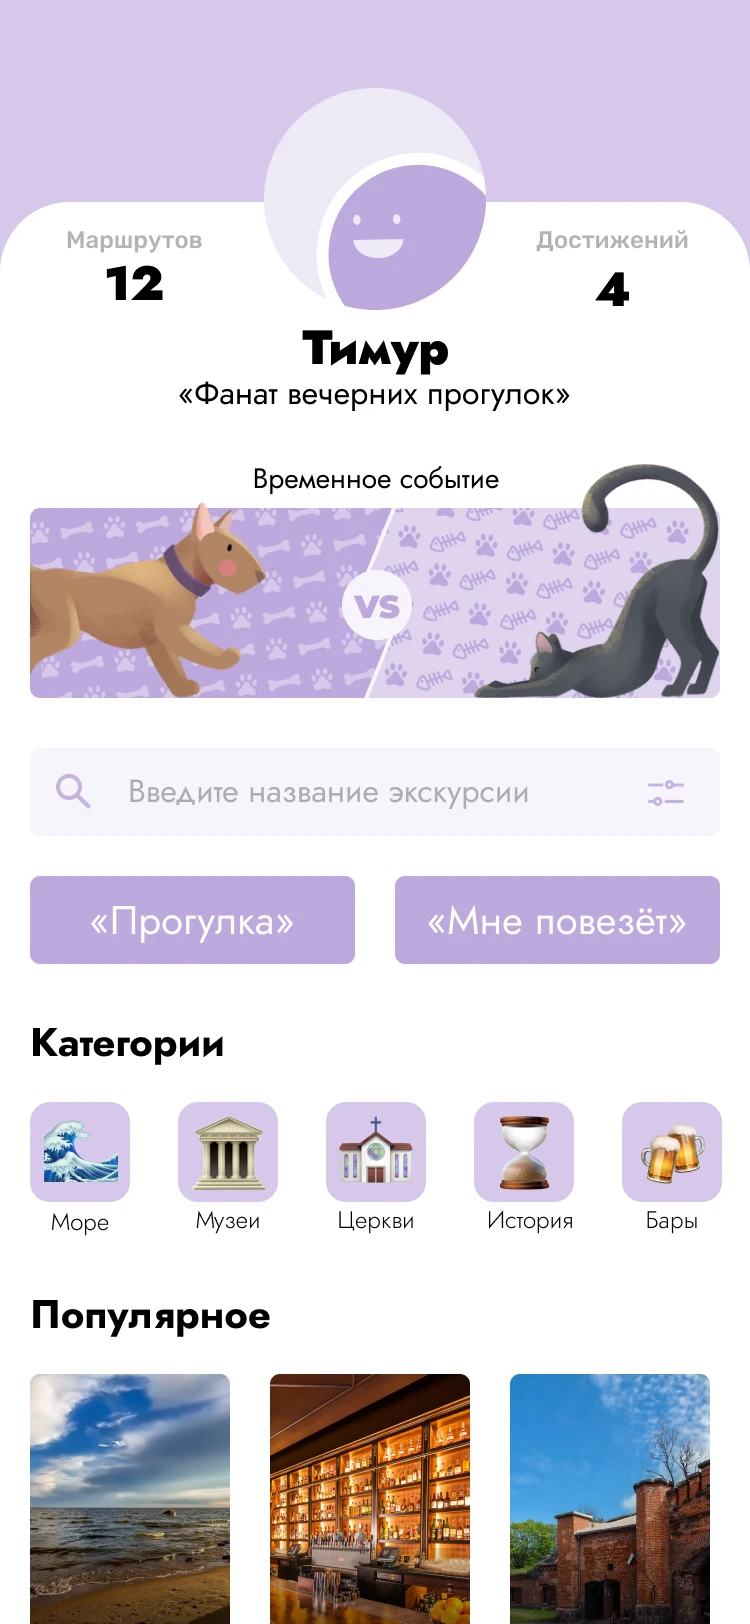 Маршрутов
12
Достижений
4
Тимур
«Фанат вечерних прогулок»
Временное событие
VS
Введите название экскурсии
«Прогулка»
«Мне повезёт»
Категории
Море
Музеи
Церкви
История
Бары
Популярное